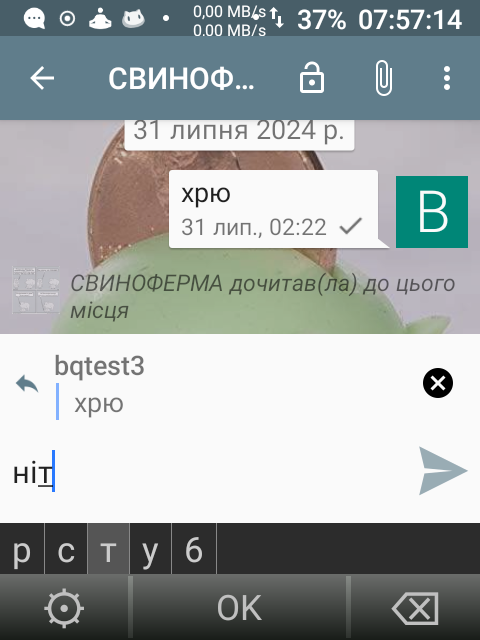 0,00 MB/s
0.00 MB/s
37% 07:57:14
СВИНОФ...
31 липня 2024 р.
хрю
31 лип., 02:22
B
СВИНОФЕРМА дочитав(ла) до цього
місця
bqtest3
хрю
ніт
р с т у 6
OK